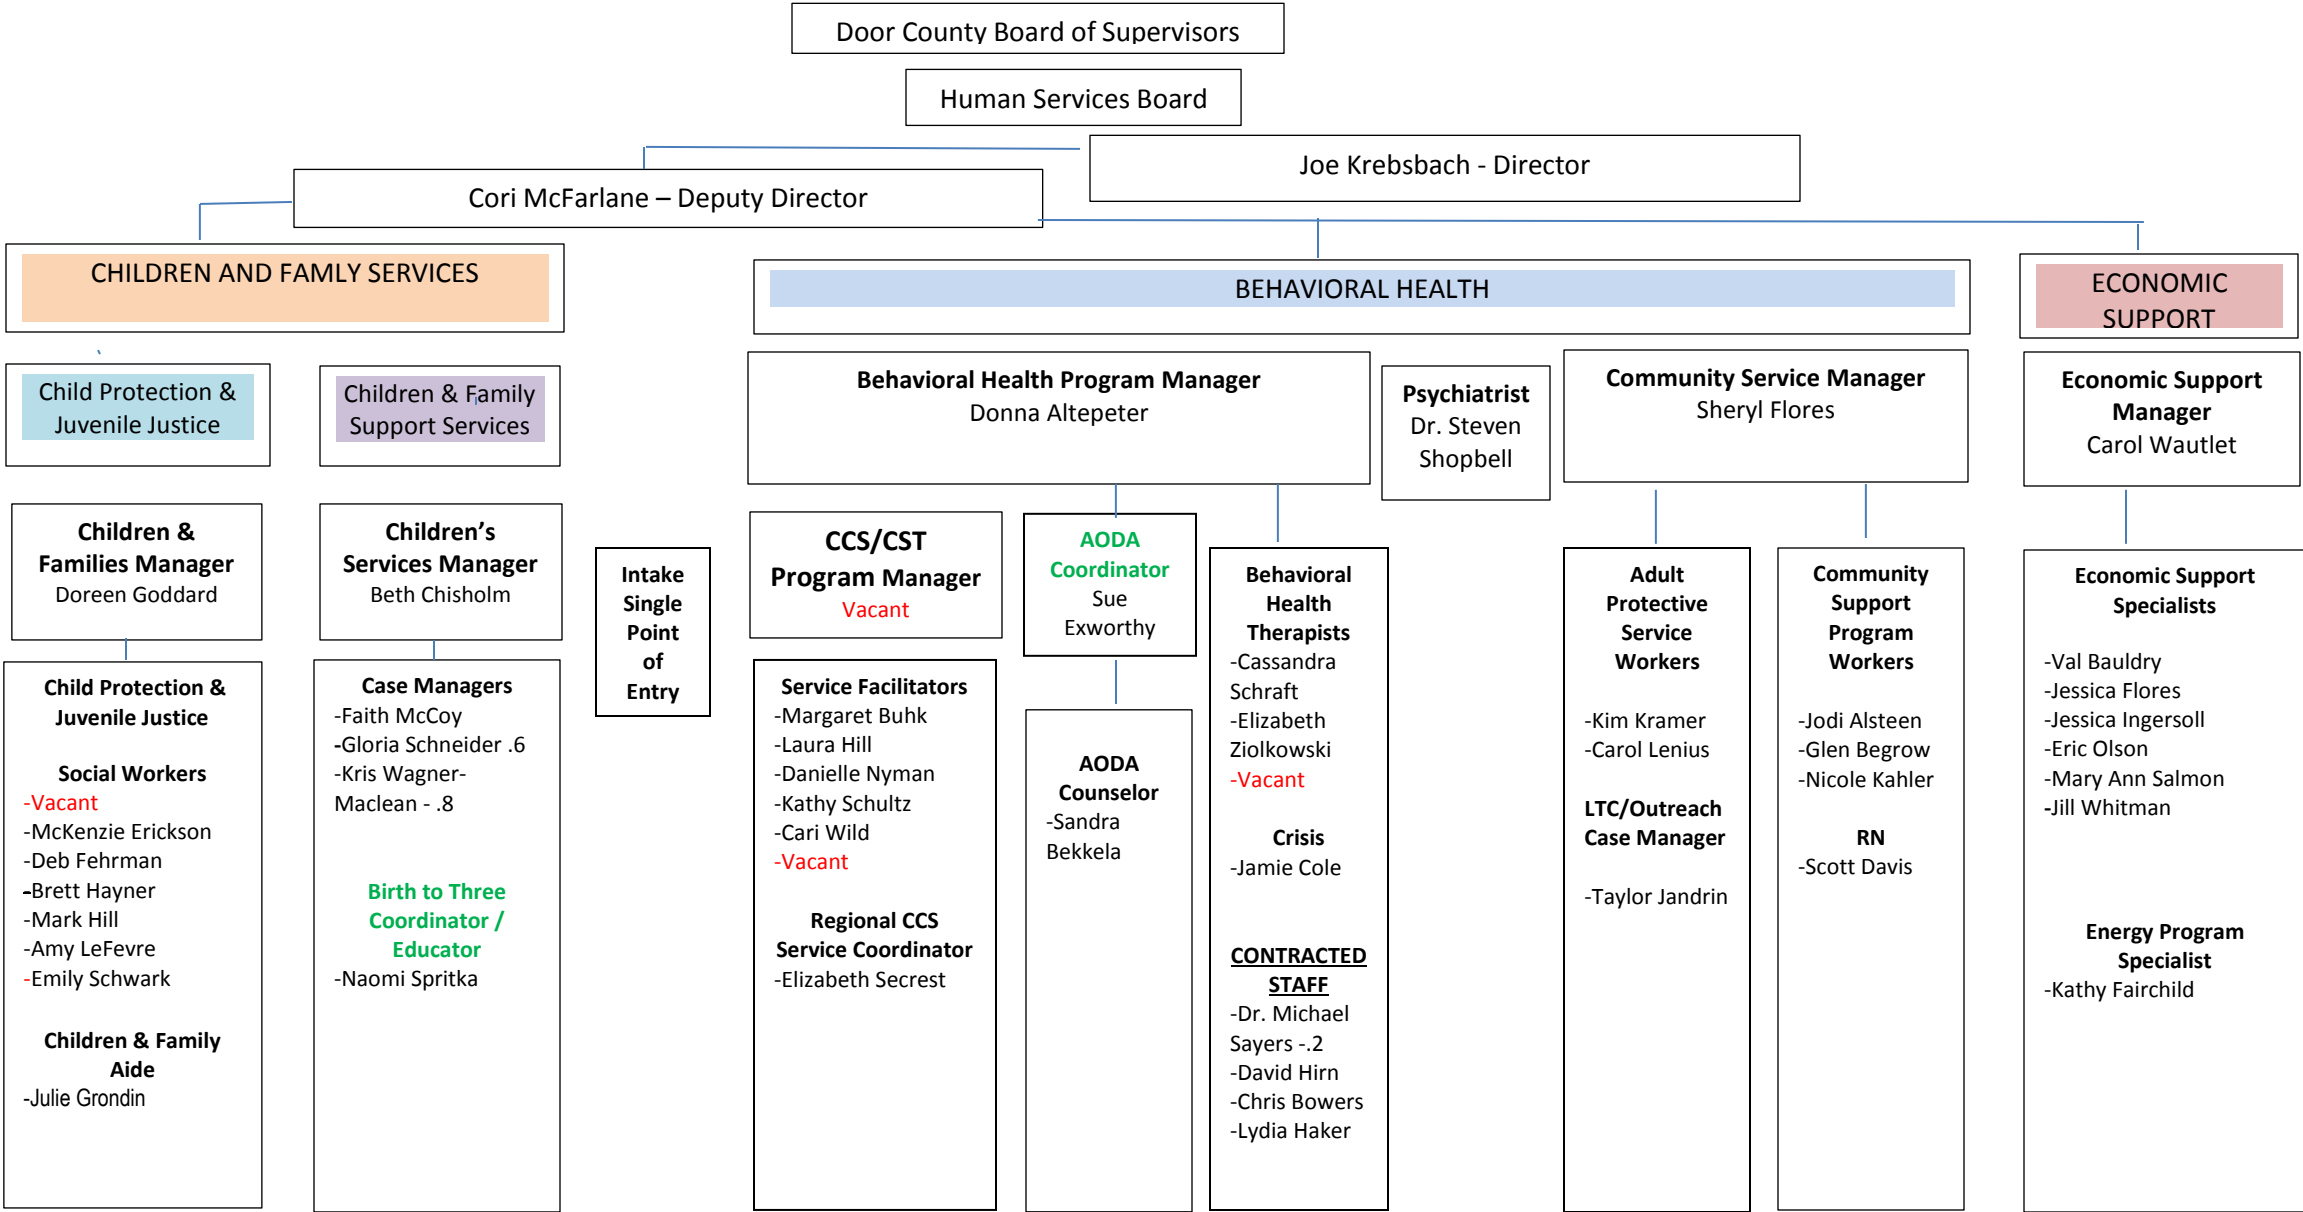 Door County Board of Supervisors
Human Services Board
Joe Krebsbach - Director
Cori McFarlane – Deputy Director
CHILDREN AND FAMLY SERVICES
BEHAVIORAL HEALTH
ECONOMIC
SUPPORT
Child Protection &
Juvenile Justice
Children & Family
Support Services
Behavioral Health Program Manager
Donna Altepeter
Psychiatrist
Dr. Steven
Shopbell
Community Service Manager
Sheryl Flores
Economic Support
Manager
Carol Wautlet
Children &
Families Manager
Doreen Goddard
Children’s
Services Manager
Beth Chisholm
Intake
Single
Point
of
Entry
CCS/CST
Program Manager
Vacant
AODA
Coordinator
Sue
Exworthy
Child Protection &
Juvenile Justice
Social Workers
-Vacant
-McKenzie Erickson
-Deb Fehrman
-Brett Hayner
-Mark Hill
-Amy LeFevre
-Emily Schwark
Children & Family
Aide
-Julie Grondin
Case Managers
-Faith McCoy
-Gloria Schneider .6
-Kris Wagner-
Maclean - .8
Birth to Three
Coordinator /
Educator
-Naomi Spritka
Service Facilitators
-Margaret Buhk
-Laura Hill
-Danielle Nyman
-Kathy Schultz
-Cari Wild
-Vacant
Regional CCS
Service Coordinator
-Elizabeth Secrest
AODA
Counselor
-Sandra
Bekkela
Behavioral
Health
Therapists
-Cassandra
Schraft
-Elizabeth
Ziolkowski
-Vacant
Crisis
-Jamie Cole
CONTRACTED
STAFF
-Dr. Michael
Sayers -.2
-David Hirn
-Chris Bowers
-Lydia Haker
Adult
Protective
Service
Workers
-Kim Kramer
-Carol Lenius
LTC/Outreach
Case Manager
-Taylor Jandrin
Community
Support
Program
Workers
-Jodi Alsteen
-Glen Begrow
-Nicole Kahler
RN
-Scott Davis
Economic Support
Specialists
-Val Bauldry
-Jessica Flores
-Jessica Ingersoll
-Eric Olson
-Mary Ann Salmon
-Jill Whitman
Energy Program
Specialist
-Kathy Fairchild